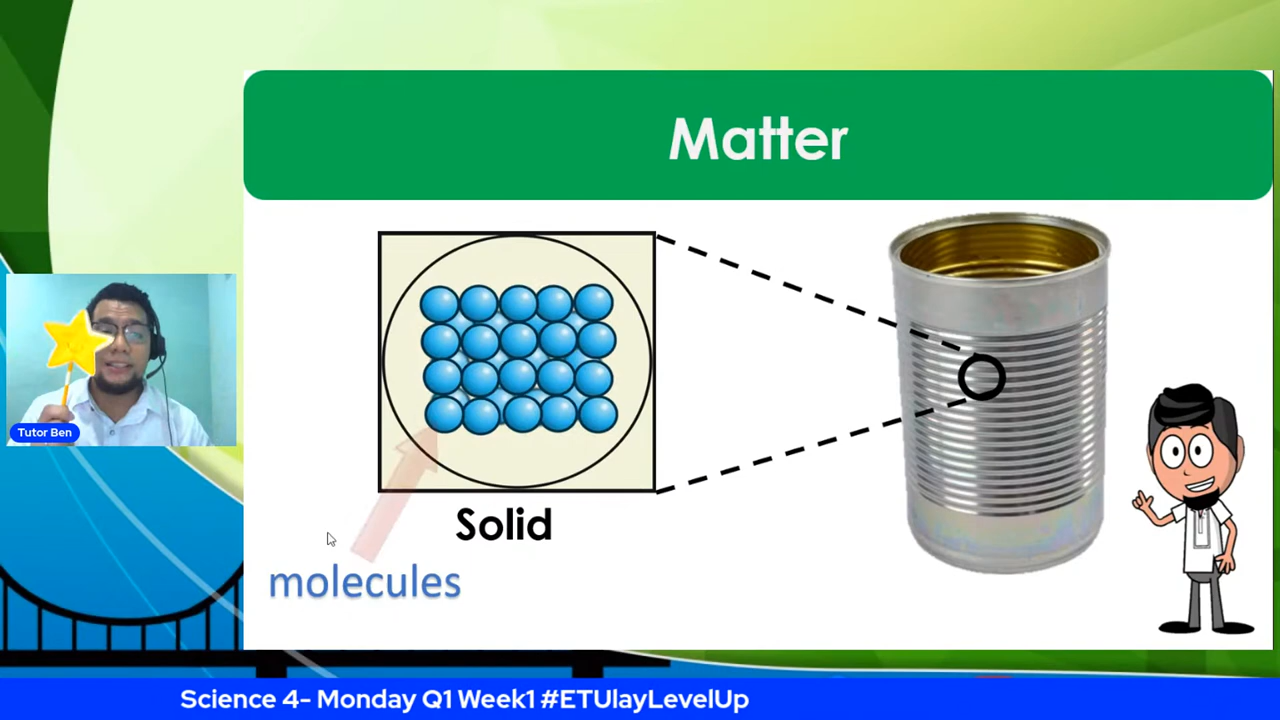 Matter
Tutor Ben
Solid
molecules
Science 4- Monday Q1 Week1 #ETUlayLevelUp